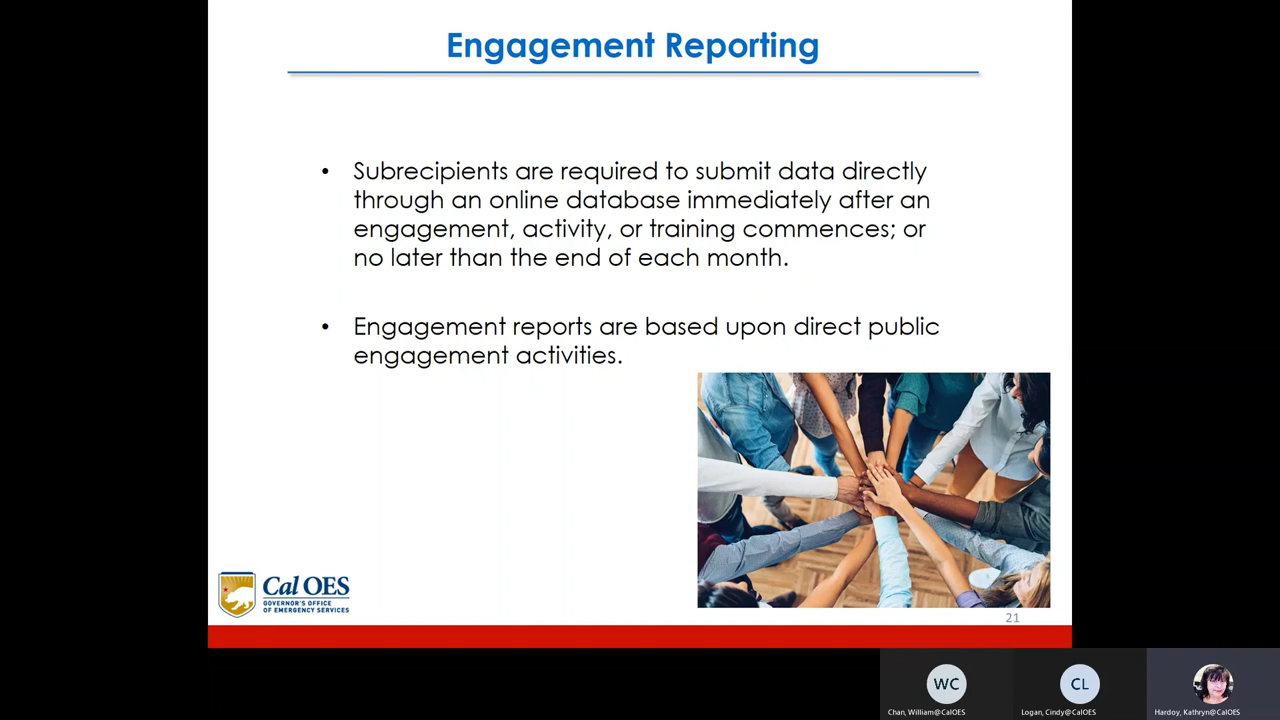 Engagement Reporting
• Subrecipients are required to submit data directly
through an online database immediately after an
engagement, activity, or training commences; or
no later than the end of each month.
• Engagement reports are based upon direct public
engagement activities.
Cal OES
GOVERNOR'S OFFICE
OF EMERGENCY SERVICES
21
WC
CL
Chan, William@CalOES
Logan, Cindy@CalOES
Hardoy, Kathryn@CalOES